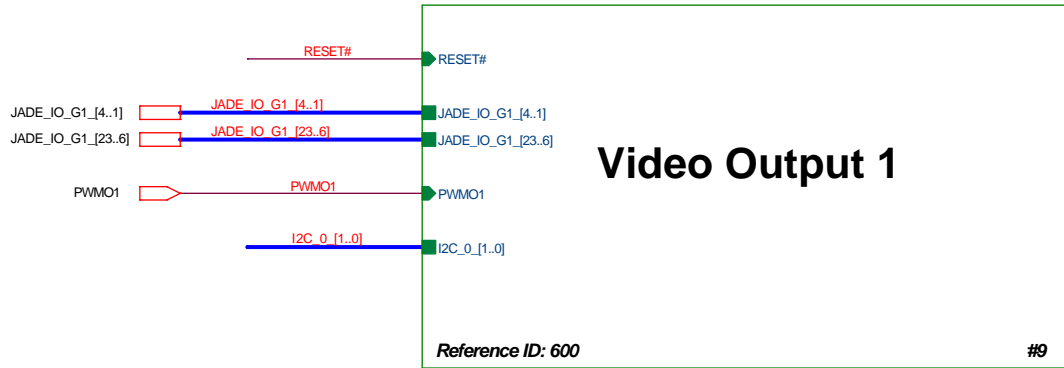 RESET#
RESET#
JADE_IO_G1_[4..1] JADE_IO_G1_[4..1] JADE_IO_G1_[4..1]
JADE_IO_G1_[23..6] JADE_IO_G1_[23..6] JADE_IO_G1_[23..6]
Video Output 1
PWMO1 PWMO1 PWMO1
I2C_0_[1..0] I2C_0_[1..0]
Reference ID: 600 #9